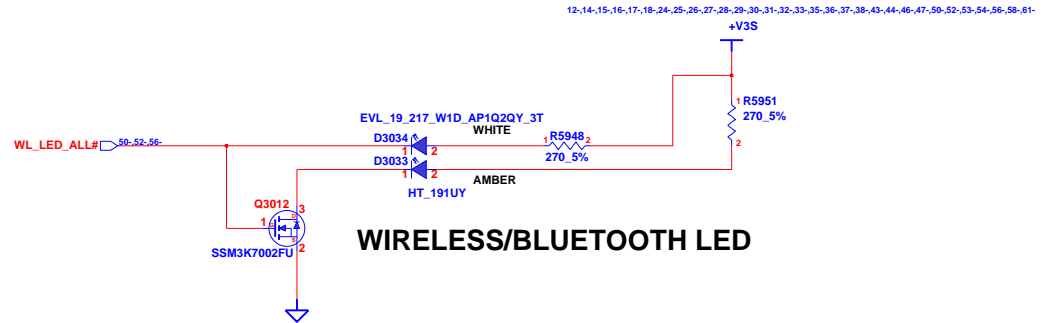 12-,14-,15-,16-,17-,18-,24-,25-,26-,27-,28-,29-,30-,31-,32-,33-,35-,36-,37-,38-,43-,44-,46-,47-,50-,52-,53-,54-,56-,58-,61-
+V3S
1 R5951
270_5%
2
EVL_19_217_W1D_AP1Q2QY_3T
WHITE
D3034
1 2
1 R5948 2
270_5%
WL_LED_ALL# 50-,52-,56-
D3033
1 2
AMBER
HT_191UY
Q3012
3
1
2
SSM3K7002FU
WIRELESS/BLUETOOTH LED